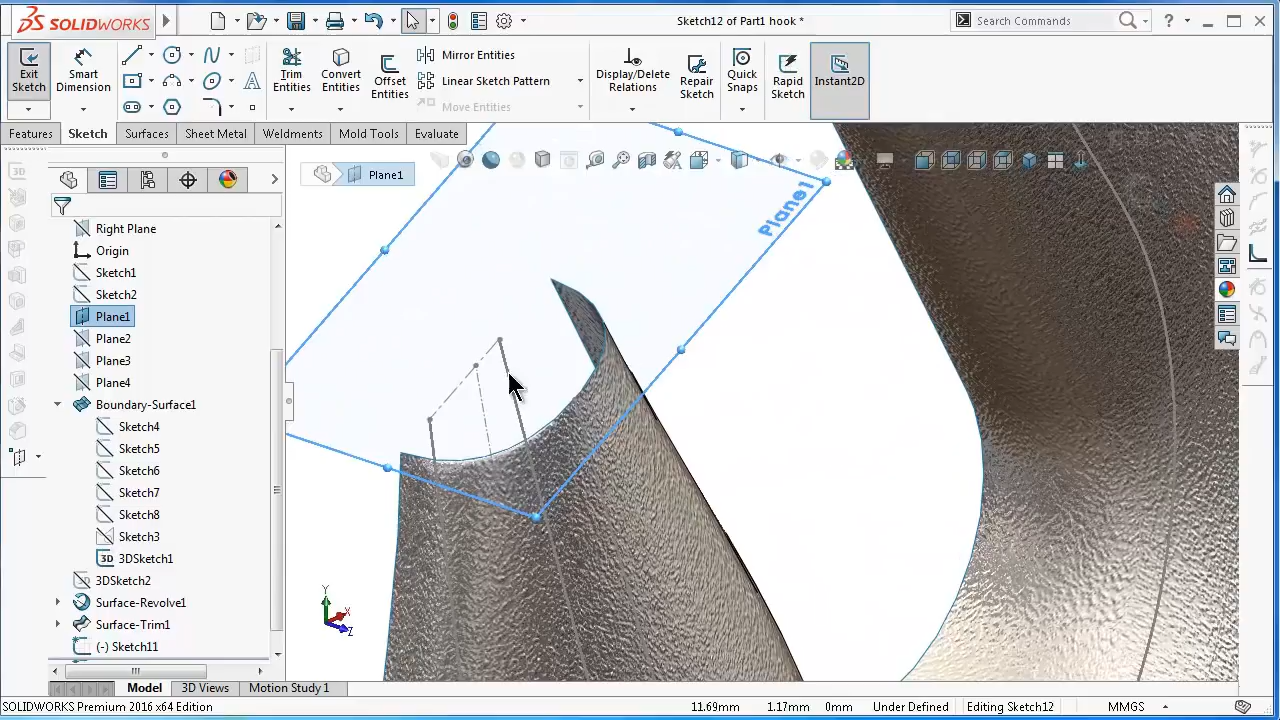 SOLIDWORKS
Sketch12 of Part1 hook *
Search Commands
?
Exit Sketch
Smart Dimension
Trim Entities
Convert Entities
Offset Entities
Mirror Entities
Linear Sketch Pattern
Move Entities
Display/Delete Relations
Repair Sketch
Quick Snaps
Rapid Sketch
Instant2D
Features
Sketch
Surfaces
Sheet Metal
Weldments
Mold Tools
Evaluate
Plane1
Plane1
Right Plane
Origin
Sketch1
Sketch2
Plane1
Plane2
Plane3
Plane4
Boundary-Surface1
Sketch4
Sketch5
Sketch6
Sketch7
Sketch8
Sketch3
3D 3DSketch1
3DSketch2
Surface-Revolve1
Surface-Trim1
(-) Sketch11
Y
X
Z
Model
3D Views
Motion Study 1
SOLIDWORKS Premium 2016 x64 Edition
11.69mm
1.17mm
0mm
Under Defined
Editing Sketch12
MMGS